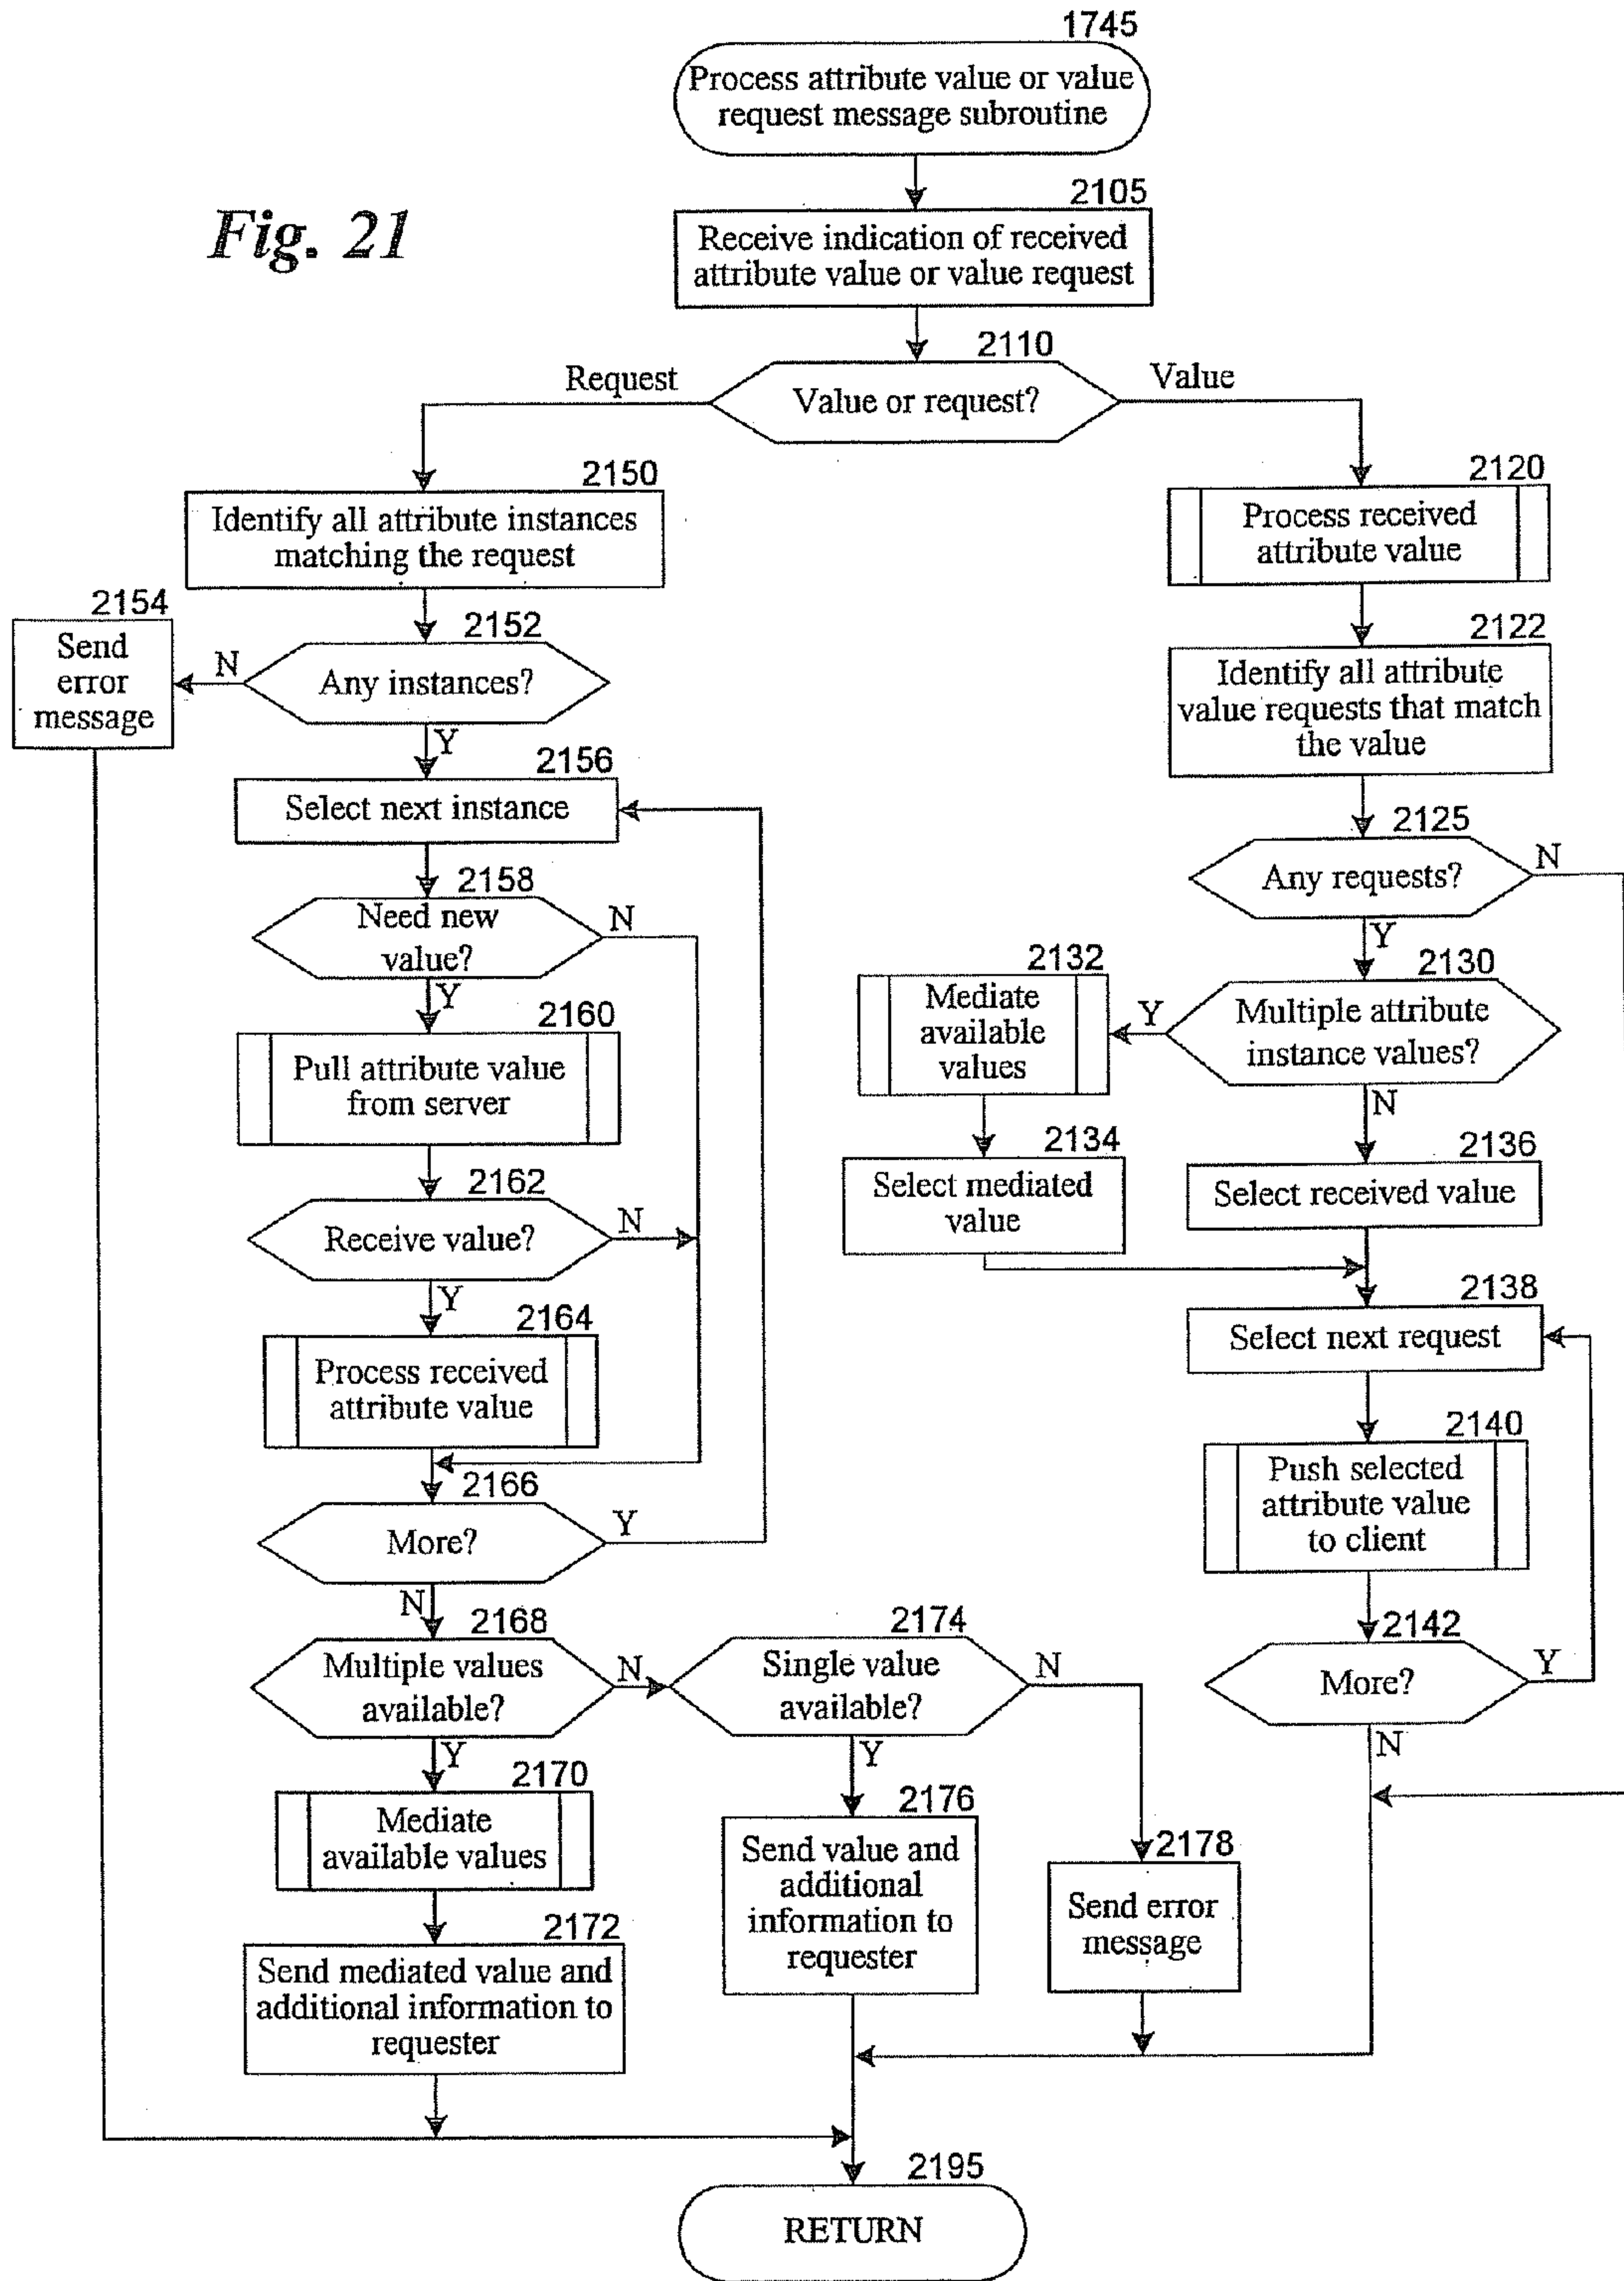 1745
Process attribute value or value
request message subroutine
Fig. 21
2105
Receive indication of received
attribute value or value request
2110
Value or request?
Request
Value
2150
Identify all attribute instances
matching the request
2152
Any instances?
N
Y
2154
Send
error
message
2156
Select next instance
2158
Need new
value?
N
Y
2160
Pull attribute value
from server
2162
Receive value?
N
Y
2164
Process received
attribute value
2166
More?
Y
N
2168
Multiple values
available?
N
Y
2170
Mediate
available values
2172
Send mediated value and
additional information to
requester
2174
Single value
available?
N
Y
2176
Send value and
additional
information to
requester
2178
Send error
message
2120
Process received
attribute value
2122
Identify all attribute
value requests that match
the value
2125
Any requests?
N
Y
2130
Multiple attribute
instance values?
Y
N
2132
Mediate
available
values
2134
Select mediated
value
2136
Select received value
2138
Select next request
2140
Push selected
attribute value
to client
2142
More?
Y
N
2195
RETURN